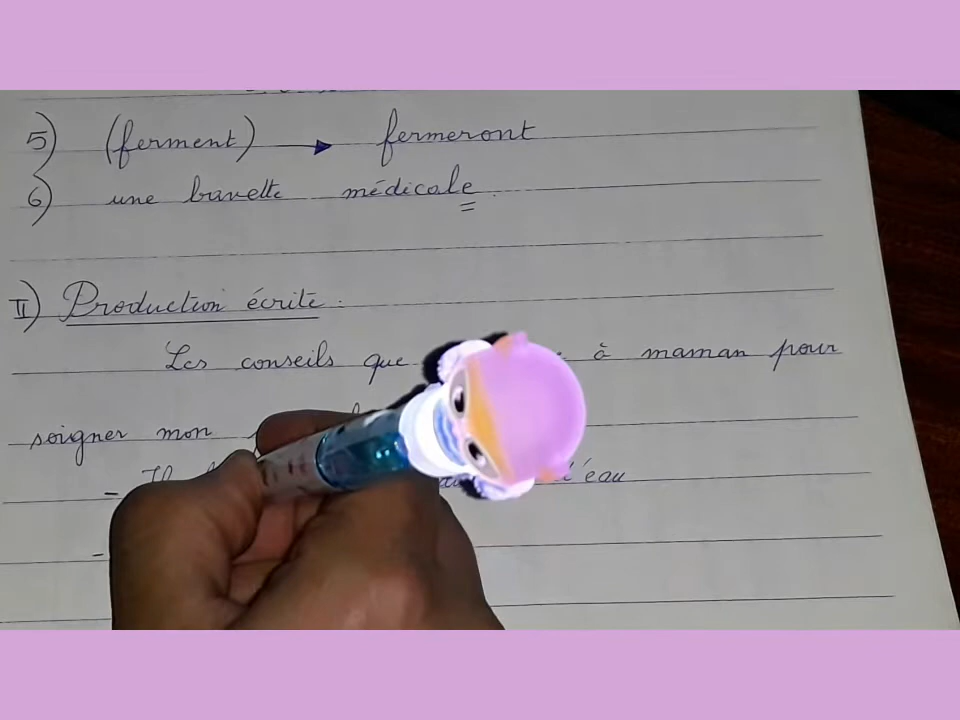 5) (ferment) → fermeront
6) une bavette médicale.
II) Production écrite.
Les conseils que à maman pour
soigner mon
- Il l'eau
-